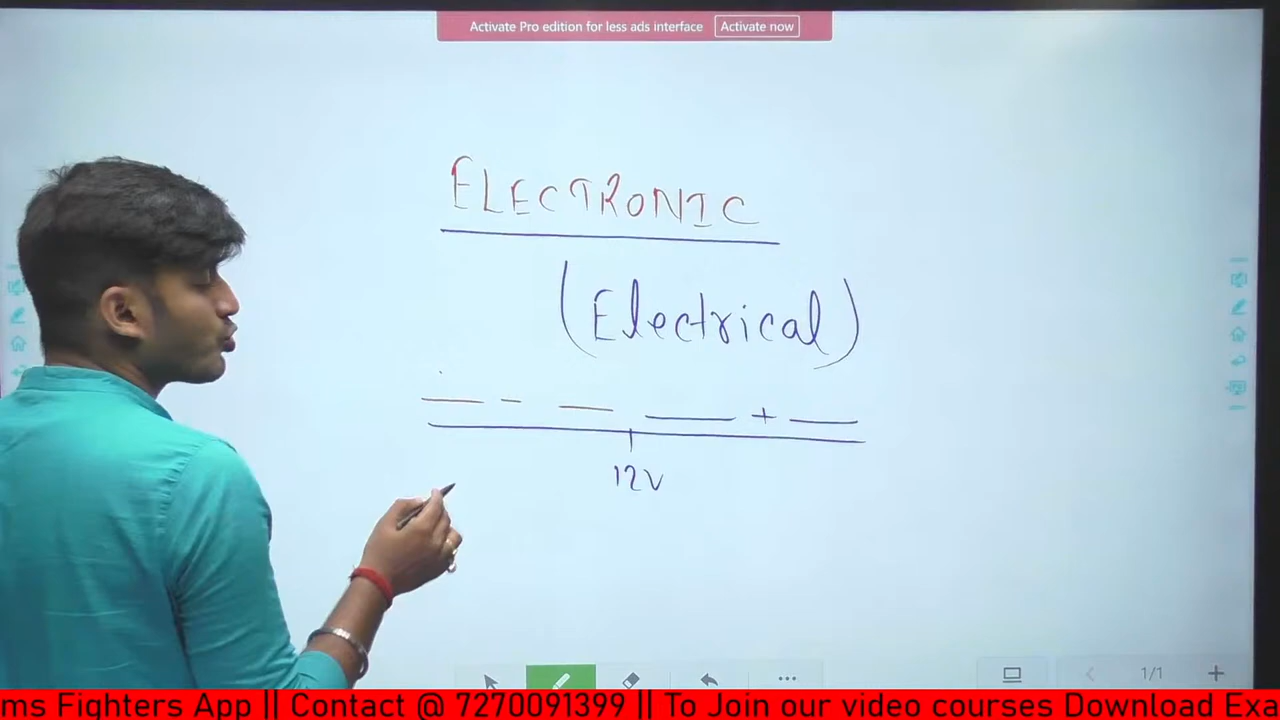 Activate Pro edition for less ads interface Activate now
ELECTRONIC
(Electrical)
12V
1/1
ms Fighters App || Contact @ 7270091399 || To Join our video courses Download Exa